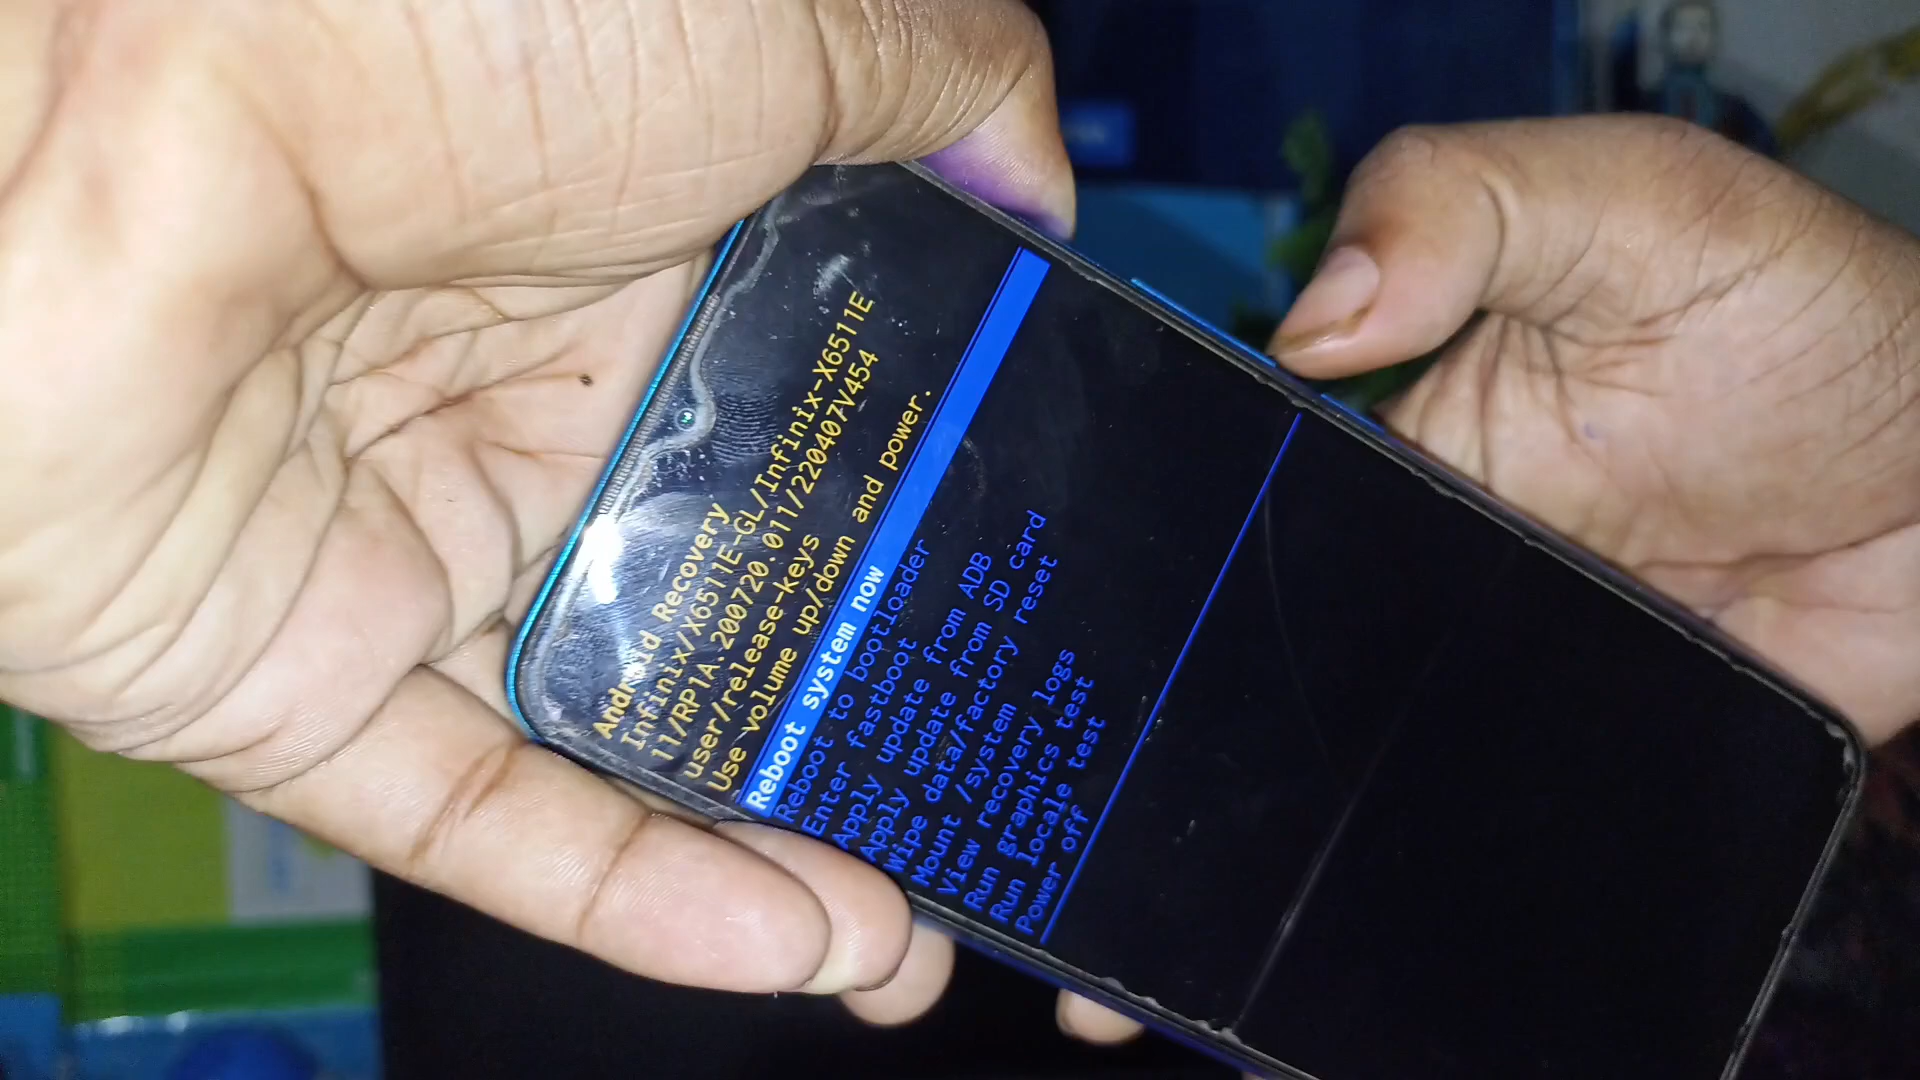 Android Recovery
Infinix/X6511E-GL/Infinix-X6511E
11/RP1A.200720.011/220407V454
user/release-keys
Use volume up/down and power.
Reboot system now
Reboot to bootloader
Enter fastboot
Apply update from ADB
Apply update from SD card
Wipe data/factory reset
Mount /system
View recovery logs
Run graphics test
Run locale test
Power off